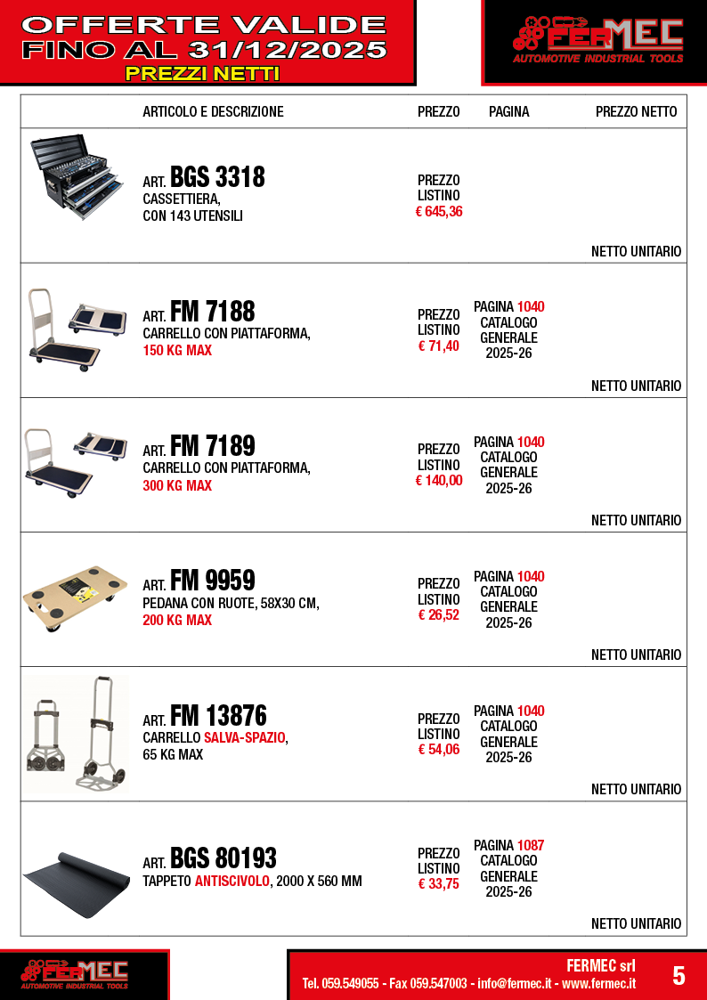 OFFERTE VALIDE
FINO AL 31/12/2025
PREZZI NETTI
FERMEC
AUTOMOTIVE INDUSTRIAL TOOLS
ARTICOLO E DESCRIZIONE PREZZO PAGINA PREZZO NETTO
ART. BGS 3318
CASSETTIERA,
CON 143 UTENSILI
PREZZO
LISTINO
€ 645,36
NETTO UNITARIO
ART. FM 7188
CARRELLO CON PIATTAFORMA,
150 KG MAX
PREZZO
LISTINO
€ 71,40
PAGINA 1040
CATALOGO
GENERALE
2025-26
NETTO UNITARIO
ART. FM 7189
CARRELLO CON PIATTAFORMA,
300 KG MAX
PREZZO
LISTINO
€ 140,00
PAGINA 1040
CATALOGO
GENERALE
2025-26
NETTO UNITARIO
ART. FM 9959
PEDANA CON RUOTE, 58X30 CM,
200 KG MAX
PREZZO
LISTINO
€ 26,52
PAGINA 1040
CATALOGO
GENERALE
2025-26
NETTO UNITARIO
ART. FM 13876
CARRELLO SALVA-SPAZIO,
65 KG MAX
PREZZO
LISTINO
€ 54,06
PAGINA 1040
CATALOGO
GENERALE
2025-26
NETTO UNITARIO
ART. BGS 80193
TAPPETO ANTISCIVOLO, 2000 X 560 MM
PREZZO
LISTINO
€ 33,75
PAGINA 1087
CATALOGO
GENERALE
2025-26
NETTO UNITARIO
FERMEC
AUTOMOTIVE INDUSTRIAL TOOLS
FERMEC srl
Tel. 059.549055 - Fax 059.547003 - info@fermec.it - www.fermec.it
5